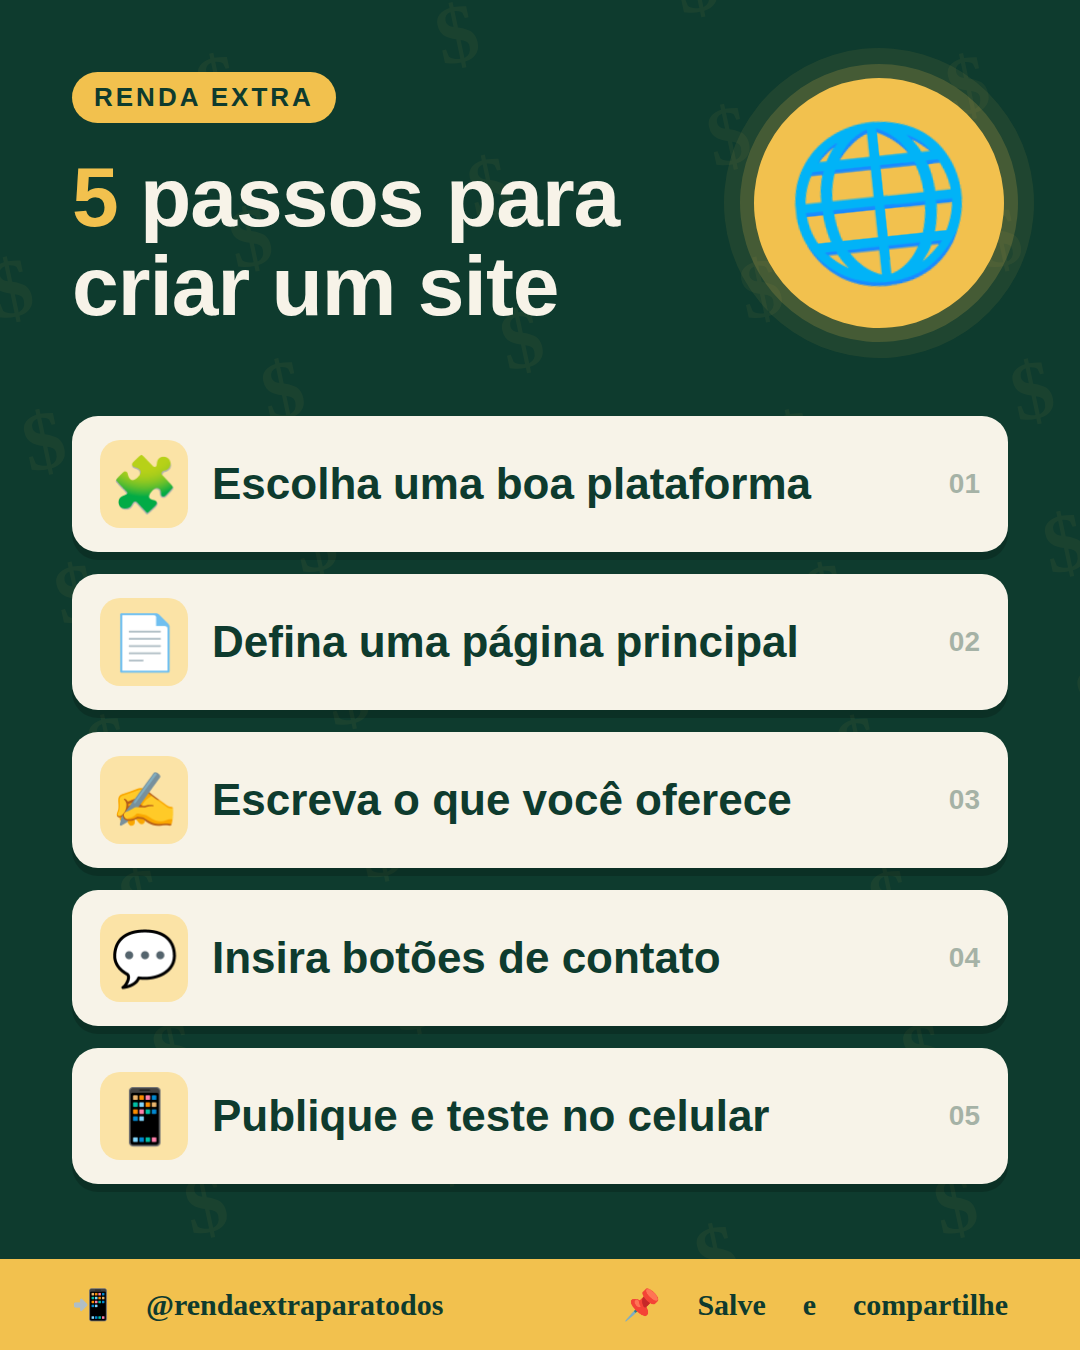 RENDA EXTRA
5 passos para
criar um site
Escolha uma boa plataforma
01
Defina uma página principal
02
Escreva o que você oferece
03
Insira botões de contato
04
Publique e teste no celular
05
@rendaextraparatodos
Salve e compartilhe